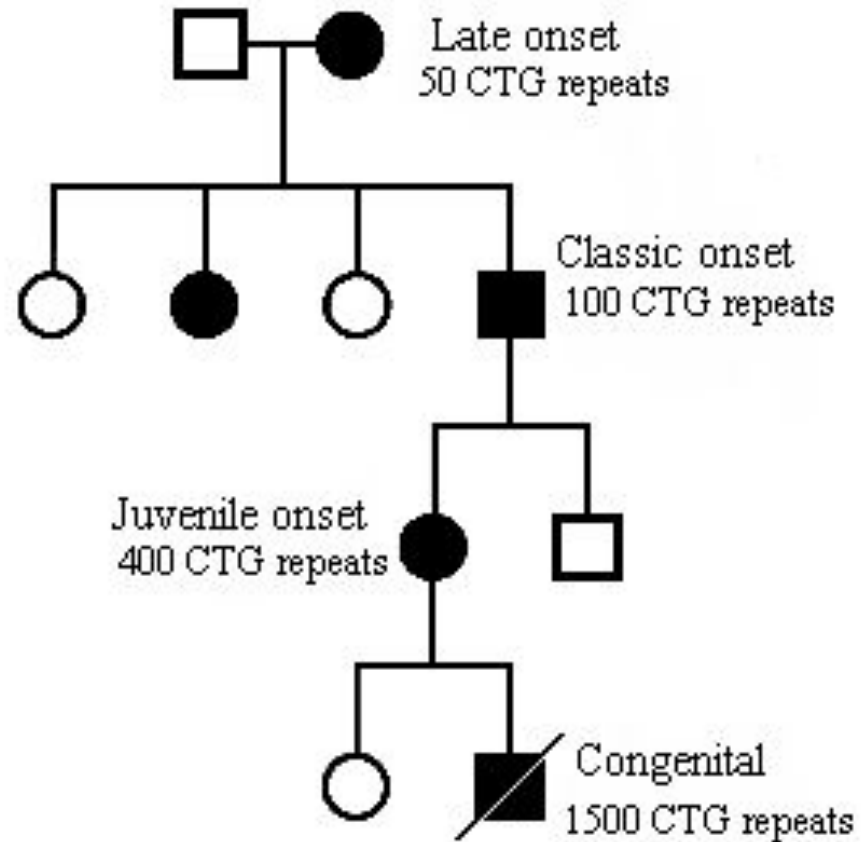 Late onset
50 CTG repeats
Classic onset
100 CTG repeats
Juvenile onset
400 CTG repeats
Congenital
1500 CTG repeats